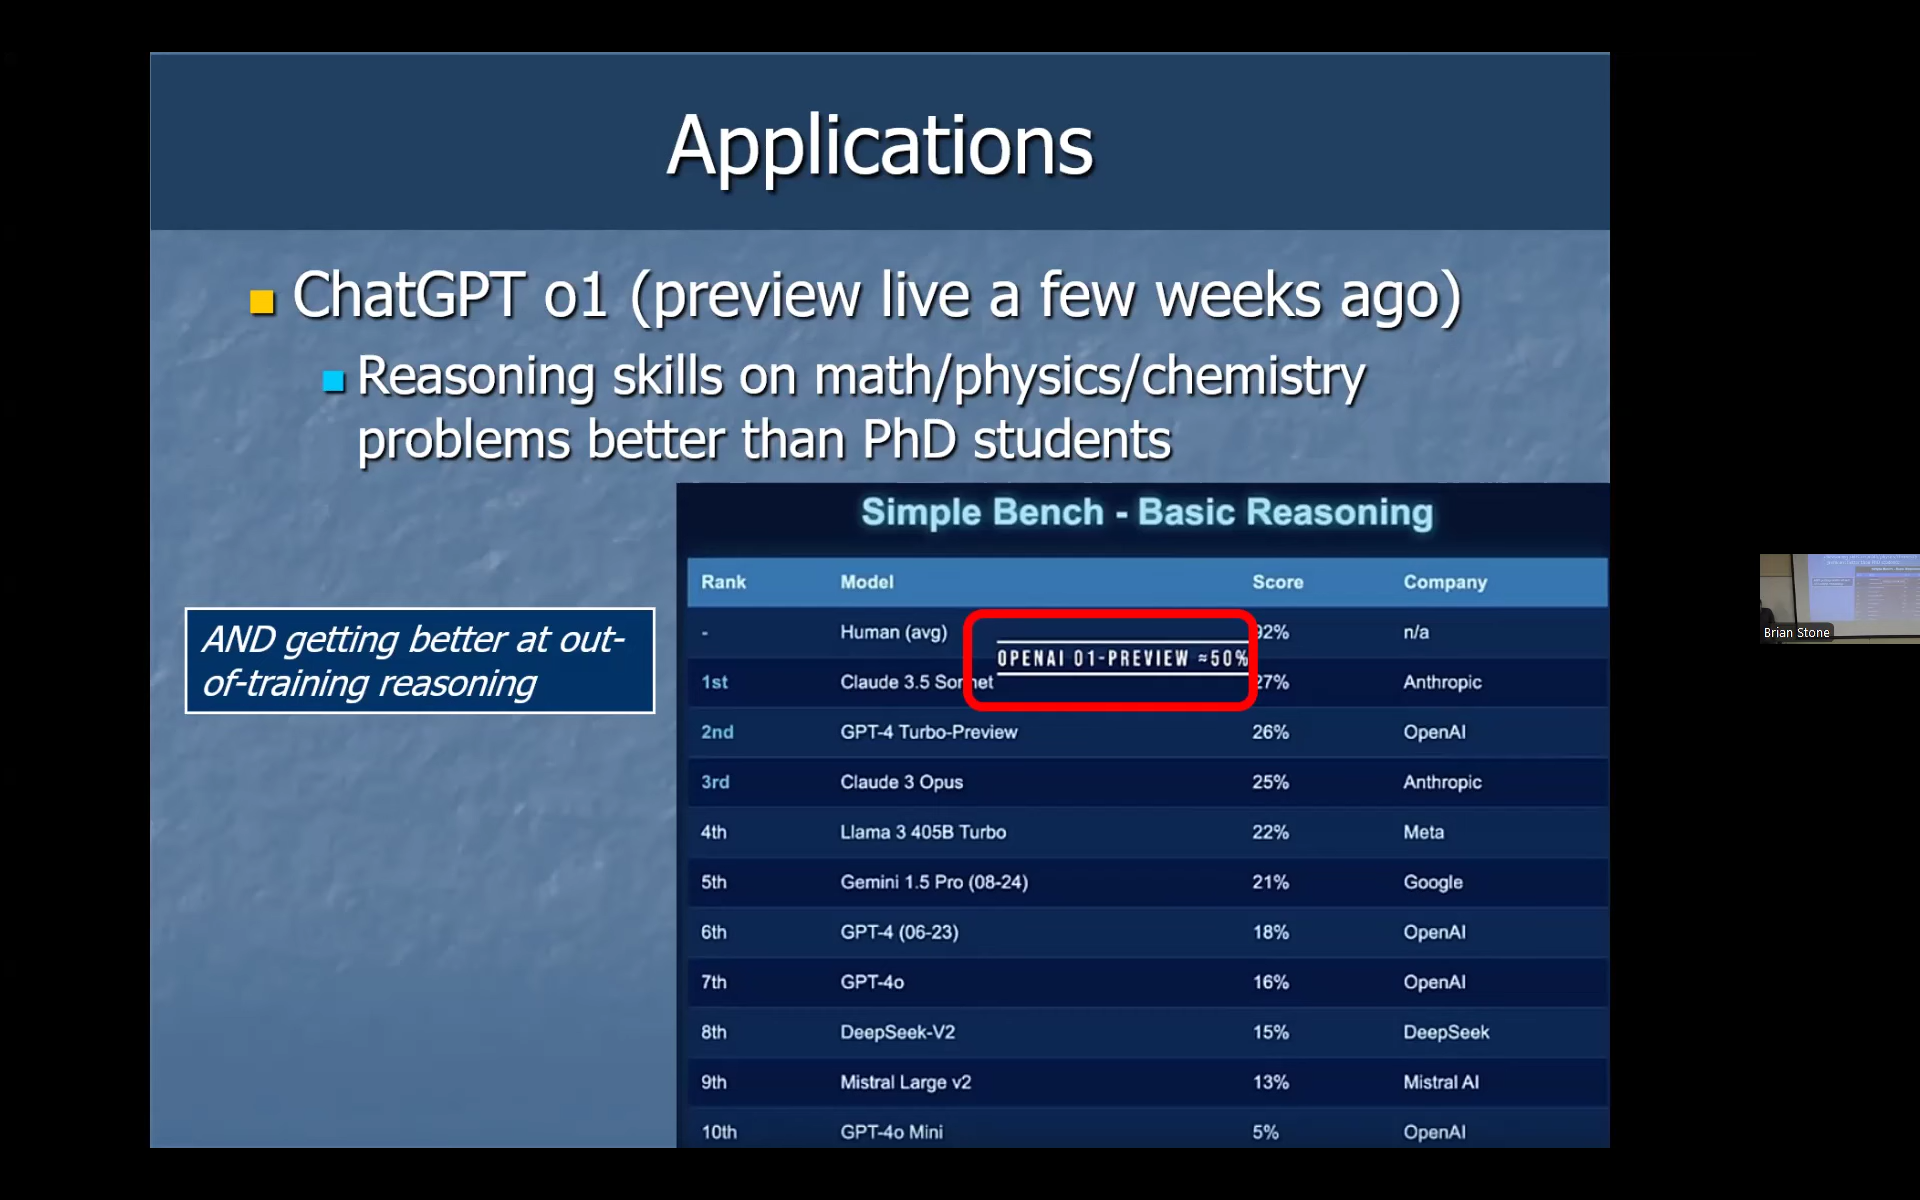 Applications
ChatGPT o1 (preview live a few weeks ago)
Reasoning skills on math/physics/chemistry
problems better than PhD students
AND getting better at out-
of-training reasoning
Simple Bench - Basic Reasoning
Rank Model Score Company
- Human (avg) 92% n/a
OPENAI O1-PREVIEW ≈50%
1st Claude 3.5 Sonnet 27% Anthropic
2nd GPT-4 Turbo-Preview 26% OpenAI
3rd Claude 3 Opus 25% Anthropic
4th Llama 3 405B Turbo 22% Meta
5th Gemini 1.5 Pro (08-24) 21% Google
6th GPT-4 (06-23) 18% OpenAI
7th GPT-4o 16% OpenAI
8th DeepSeek-V2 15% DeepSeek
9th Mistral Large v2 13% Mistral AI
10th GPT-4o Mini 5% OpenAI
Brian Stone